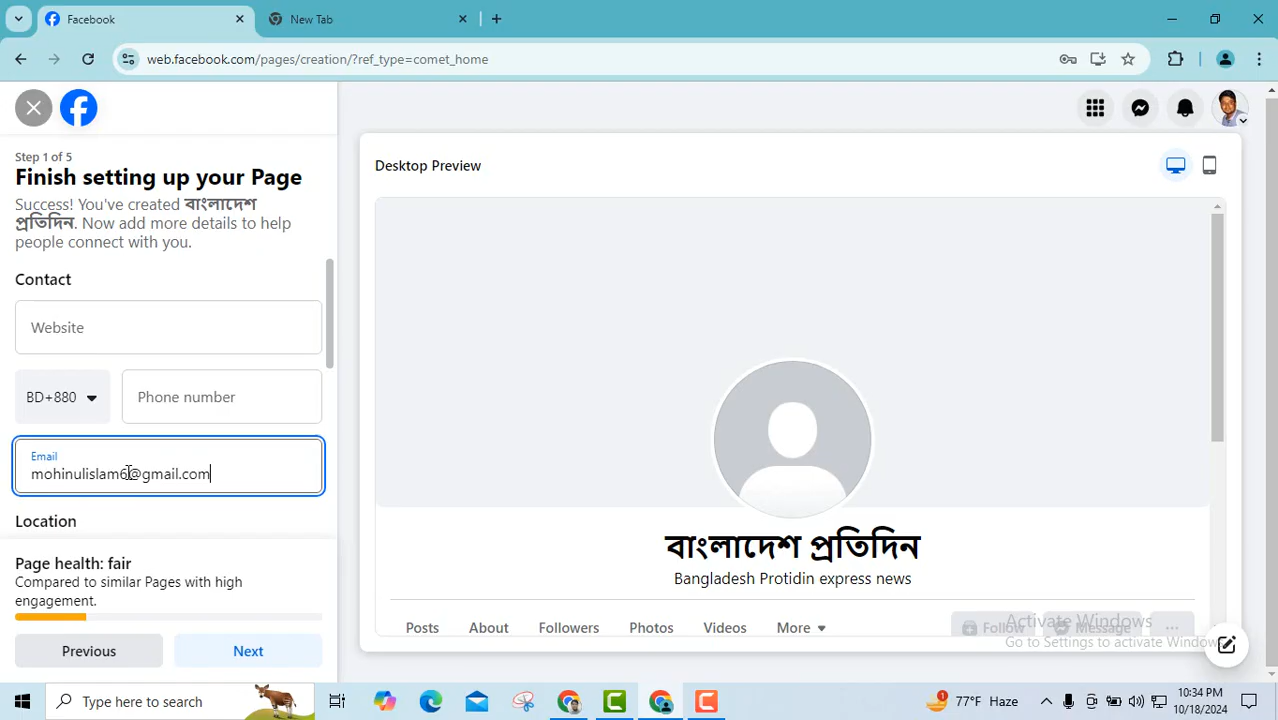 Facebook
New Tab
web.facebook.com/pages/creation/?ref_type=comet_home
Step 1 of 5
Finish setting up your Page
Success! You've created বাংলাদেশ
প্রতিদিন. Now add more details to help
people connect with you.
Contact
Website
BD+880
Phone number
Email
mohinulislam6@gmail.com
Location
Page health: fair
Compared to similar Pages with high
engagement.
Previous
Next
Desktop Preview
বাংলাদেশ প্রতিদিন
Bangladesh Protidin express news
Posts
About
Followers
Photos
Videos
More
Follow
Message
Activate Windows
Go to Settings to activate Windows
Type here to search
77°F Haze
10:34 PM
10/18/2024